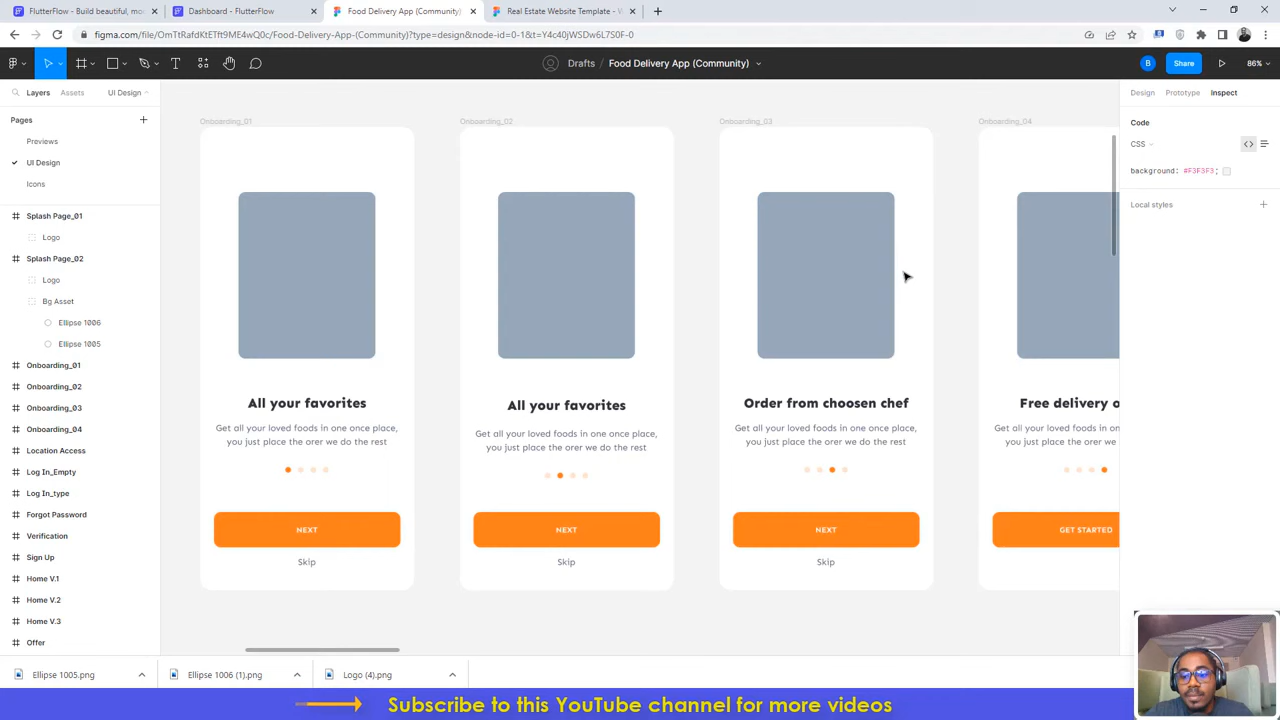 FlutterFlow - Build beautiful, mo
Dashboard - FlutterFlow
Food Delivery App (Community)
Real Estate Website Template - V
figma.com/file/OmTtRafdKtETft9ME4wQ0c/Food-Delivery-App-(Community)?type=design&node-id=0-1&t=Y4c40jWSDw6L7S0F-0
Drafts / Food Delivery App (Community)
B
Share
86%
Layers
Assets
UI Design
Design
Prototype
Inspect
Pages
Previews
UI Design
Icons
Splash Page_01
Logo
Splash Page_02
Logo
Bg Asset
Ellipse 1006
Ellipse 1005
Onboarding_01
Onboarding_02
Onboarding_03
Onboarding_04
Location Access
Log In_Empty
Log In_type
Forgot Password
Verification
Sign Up
Home V.1
Home V.2
Home V.3
Offer
Onboarding_01
All your favorites
Get all your loved foods in one once place,
you just place the orer we do the rest
NEXT
Skip
Onboarding_02
All your favorites
Get all your loved foods in one once place,
you just place the orer we do the rest
NEXT
Skip
Onboarding_03
Order from choosen chef
Get all your loved foods in one once place,
you just place the orer we do the rest
NEXT
Skip
Onboarding_04
Free delivery o
Get all your loved foods in one
you just place the orer we
GET STARTED
Code
CSS
background: #F3F3F3;
Local styles
Ellipse 1005.png
Ellipse 1006 (1).png
Logo (4).png
Subscribe to this YouTube channel for more videos